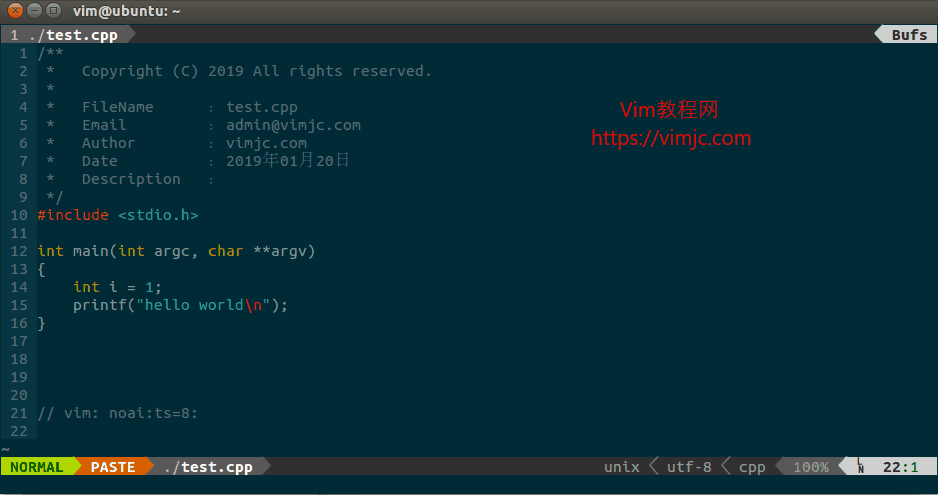 vim@ubuntu: ~
1 ./test.cpp Bufs
1 /**
2  *   Copyright (C) 2019 All rights reserved.
3  *
4  *   FileName      : test.cpp
5  *   Email         : admin@vimjc.com
6  *   Author        : vimjc.com
7  *   Date          : 2019年01月20日
8  *   Description   :
9  */
Vim教程网
https://vimjc.com
10 #include <stdio.h>
11
12 int main(int argc, char **argv)
13 {
14     int i = 1;
15     printf("hello world\n");
16 }
17
18
19
20
21 // vim: noai:ts=8:
22
~
NORMAL PASTE ./test.cpp unix utf-8 cpp 100% LN 22:1